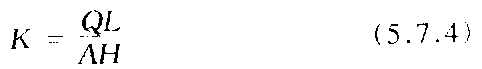 K = QL/AH (5.7.4)